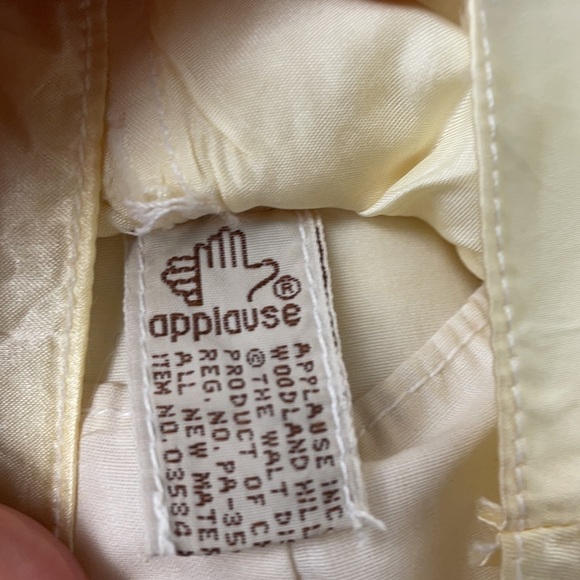 applause ®
APPLAUSE INC
WOODLAND HILL
© THE WALT DI
PRODUCT OF C
REG. NO. PA-35
ALL NEW MATE
ITEM NO. 0358